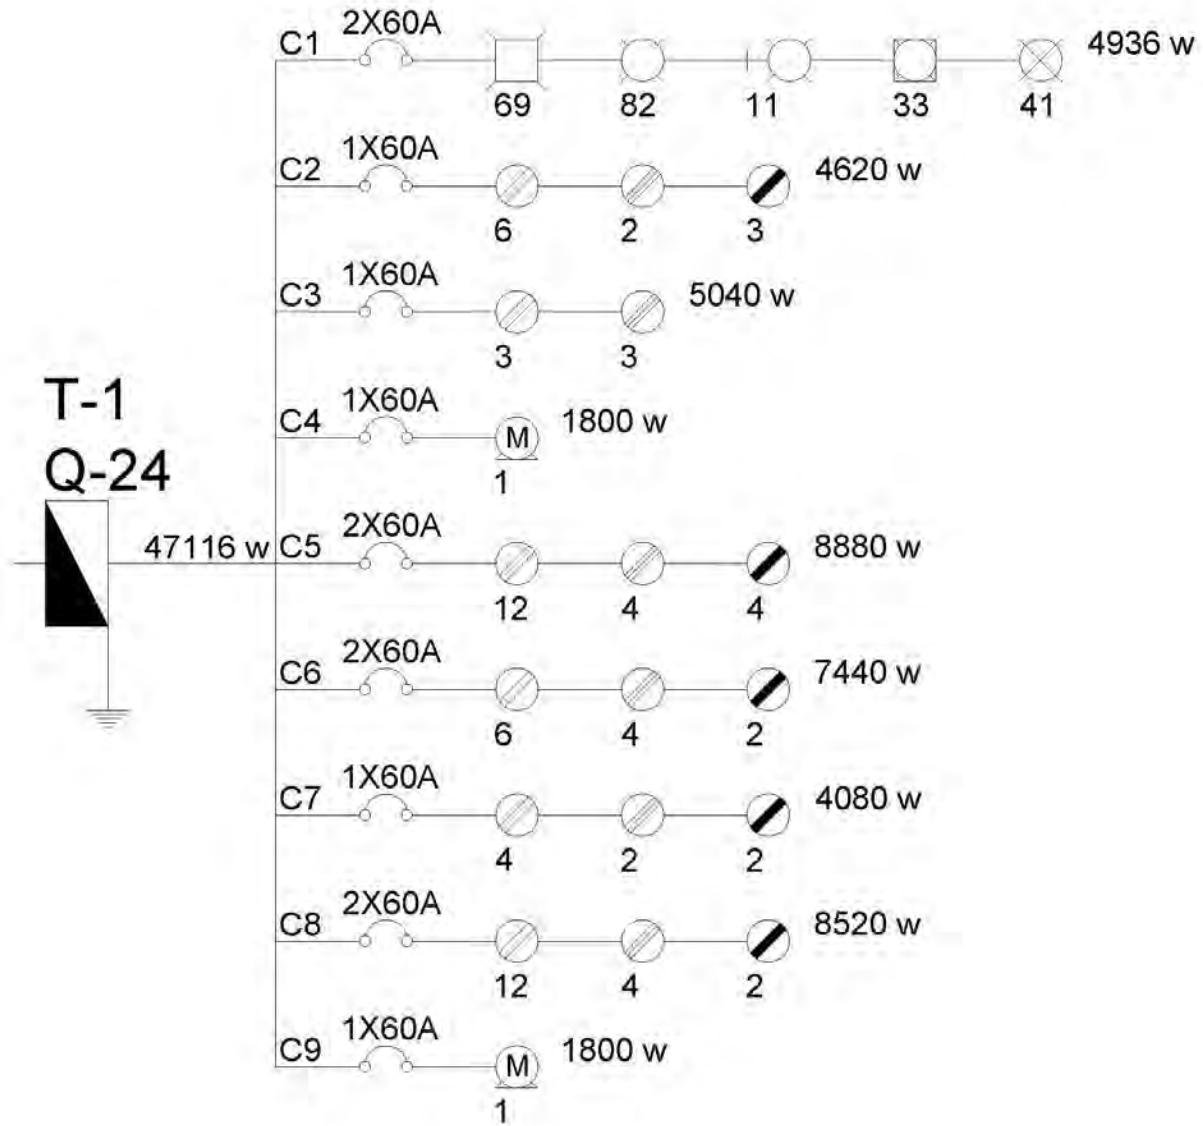 2X60A
C1
4936 w
69 82 11 33 41
1X60A
C2
4620 w
6 2 3
1X60A
C3
5040 w
3 3
T-1
Q-24
1X60A
C4
M
1800 w
1
47116 w
2X60A
C5
8880 w
12 4 4
2X60A
C6
7440 w
6 4 2
1X60A
C7
4080 w
4 2 2
2X60A
C8
8520 w
12 4 2
1X60A
C9
M
1800 w
1